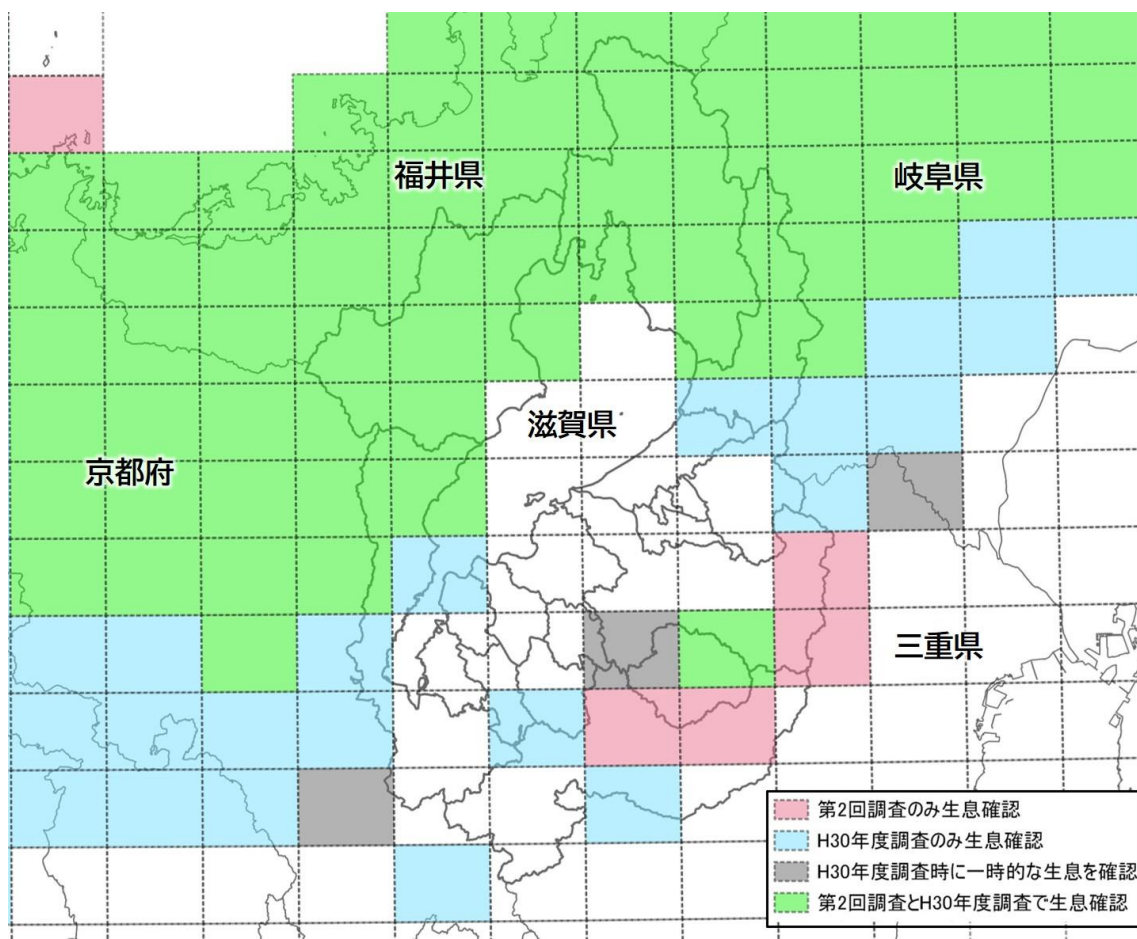 福井県
岐阜県
滋賀県
京都府
三重県
第2回調査のみ生息確認
H30年度調査のみ生息確認
H30年度調査時に一時的な生息を確認
第2回調査とH30年度調査で生息確認